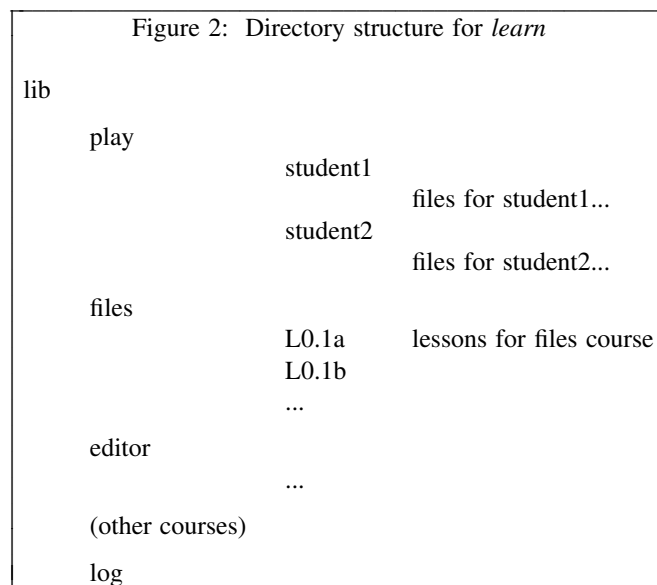 Figure 2: Directory structure for learn
lib
play
student1
files for student1...
student2
files for student2...
files
L0.1a lessons for files course
L0.1b
...
editor
...
(other courses)
log